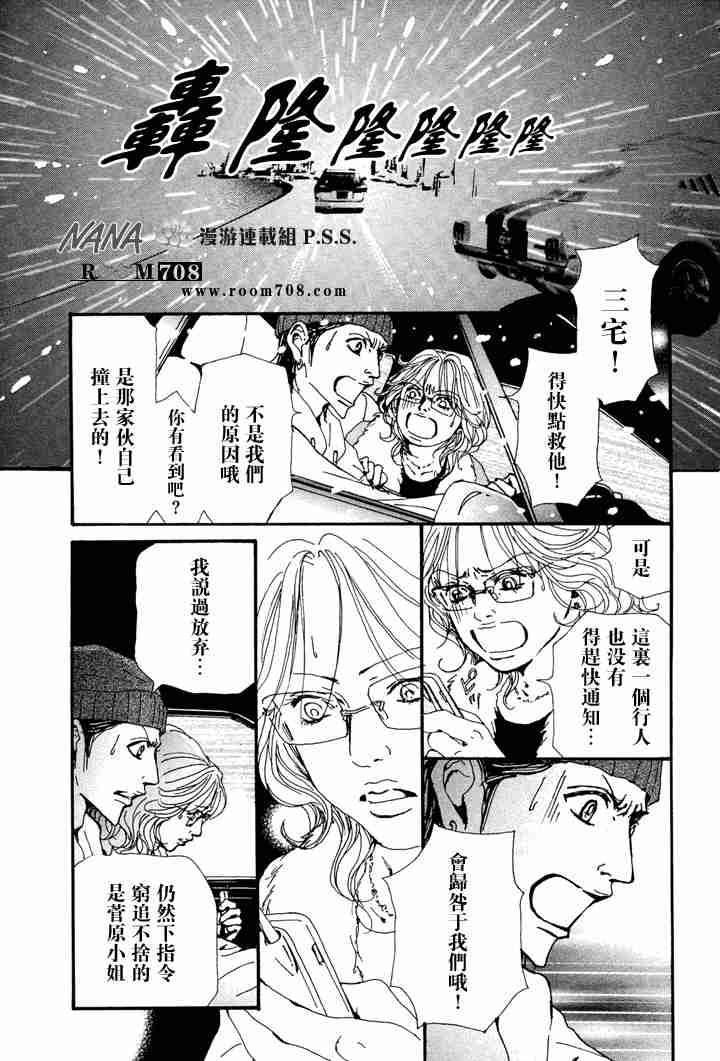 轟隆隆隆隆隆
NANA
漫游連載組 P.S.S.
R M 708
www.room708.com
三宅！
得快點救他！
不是我們
的原因哦
是那家伙自己
撞上去的！
你有看到吧？
可是
這裏一個行人
也没有
得趕快通知…
ピ
我説過放弃…
會歸咎于我們哦！
仍然下指令
窮追不捨的
是菅原小姐